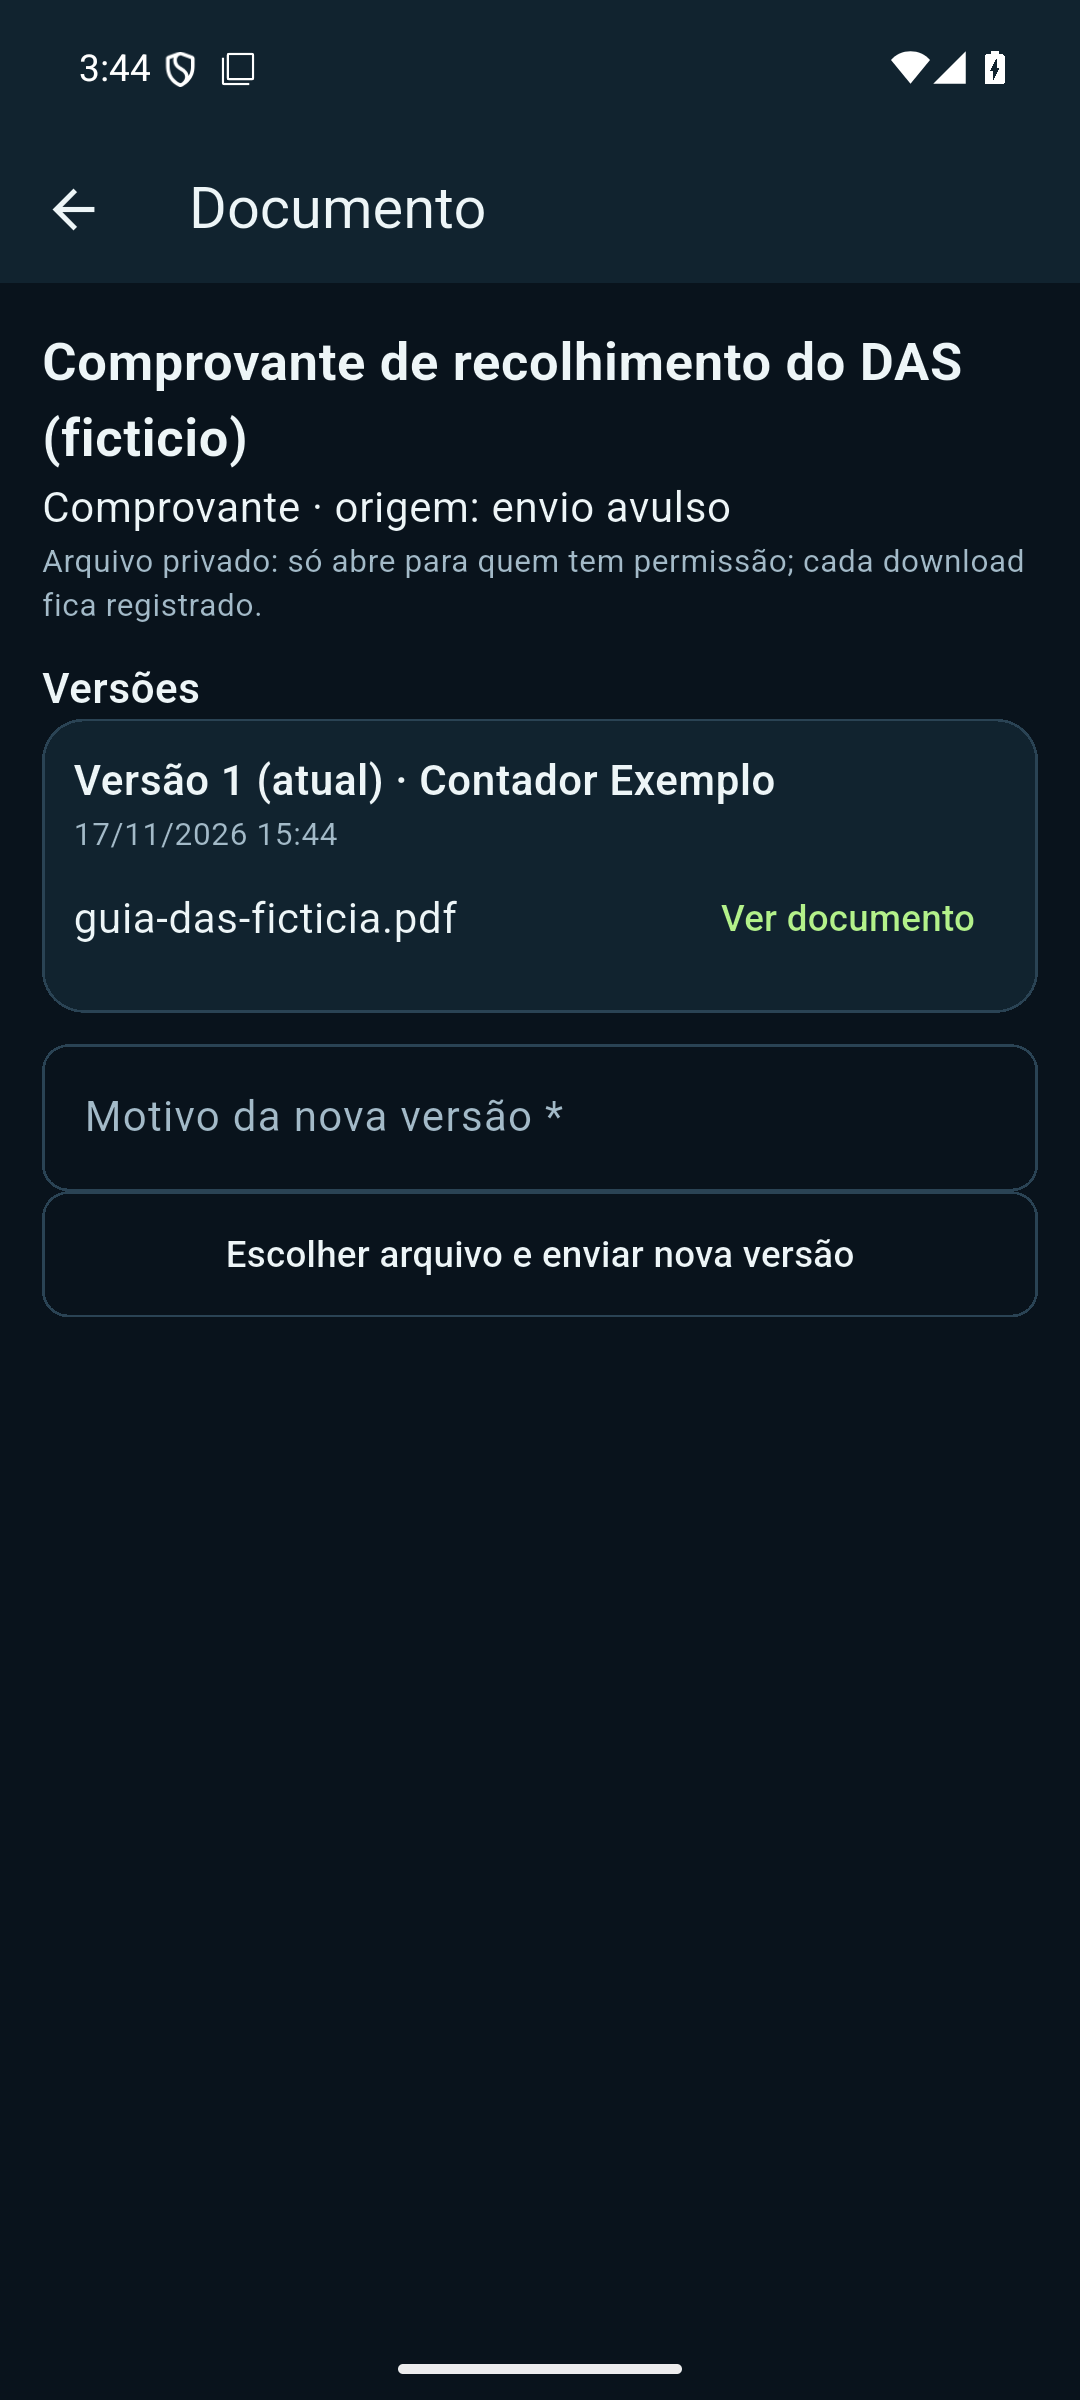 3:44
Documento
Comprovante de recolhimento do DAS
(ficticio)
Comprovante · origem: envio avulso
Arquivo privado: só abre para quem tem permissão; cada download
fica registrado.
Versões
Versão 1 (atual) · Contador Exemplo
17/11/2026 15:44
guia-das-ficticia.pdf
Ver documento
Motivo da nova versão *
Escolher arquivo e enviar nova versão